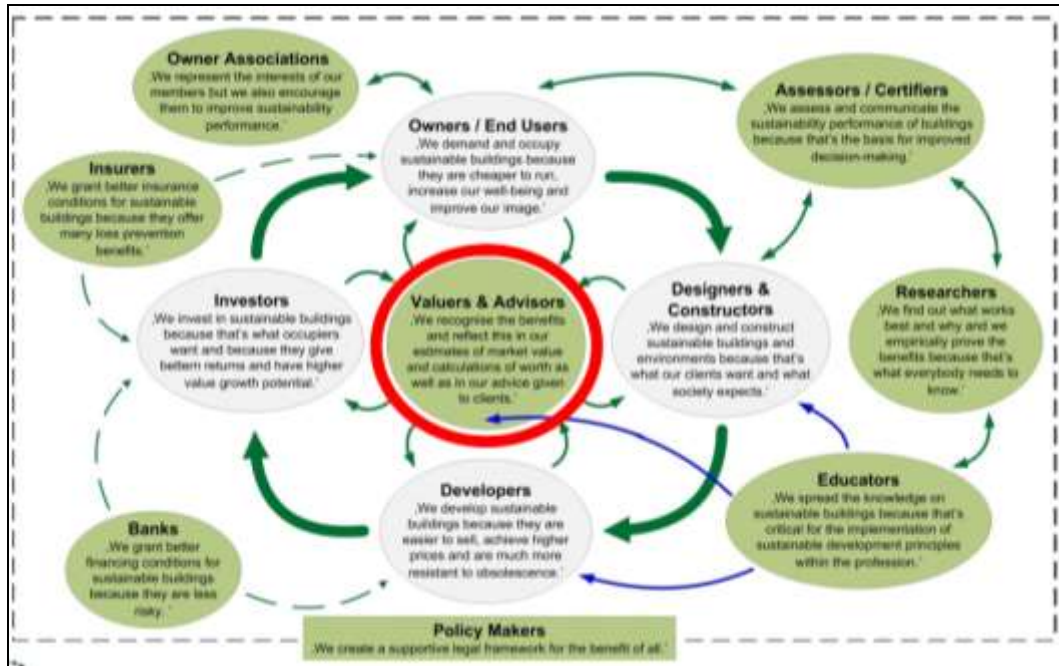 Owner Associations
‚We represent the interests of our
members but we also encourage
them to improve sustainability
performance.‘
Owners / End Users
‚We demand and occupy
sustainable buildings because
they are cheaper to run,
increase our well-being and
improve our image.‘
Assessors / Certifiers
‚We assess and communicate the
sustainability performance of buildings
because that's the basis for improved
decision-making.‘
Insurers
‚We grant better insurance
conditions for sustainable
buildings because they offer
many loss prevention
benefits.‘
Investors
‚We invest in sustainable buildings
because that's what occupiers
want and because they give
bettern returns and have higher
value growth potential.‘
Valuers & Advisors
‚We recognise the benefits
and reflect this in our
estimates of market value
and calculations of worth as
well as in our advice given
to clients.‘
Designers &
Constructors
‚We design and construct
sustainable buildings and
environments because that's
what our clients want and what
society expects.‘
Researchers
‚We find out what works
best and why and we
empirically prove the
benefits because that's
what everybody needs to
know.‘
Banks
‚We grant better
financing conditions for
sustainable buildings
because they are less
risky.‘
Developers
‚We develop sustainable
buildings because they are
easier to sell, achieve higher
prices and are much more
resistant to obsolescence.‘
Educators
‚We spread the knowledge on
sustainable buildings because that's
critical for the implementation of
sustainable development principles
within the profession.‘
Policy Makers
‚We create a supportive legal framework for the benefit of all.‘